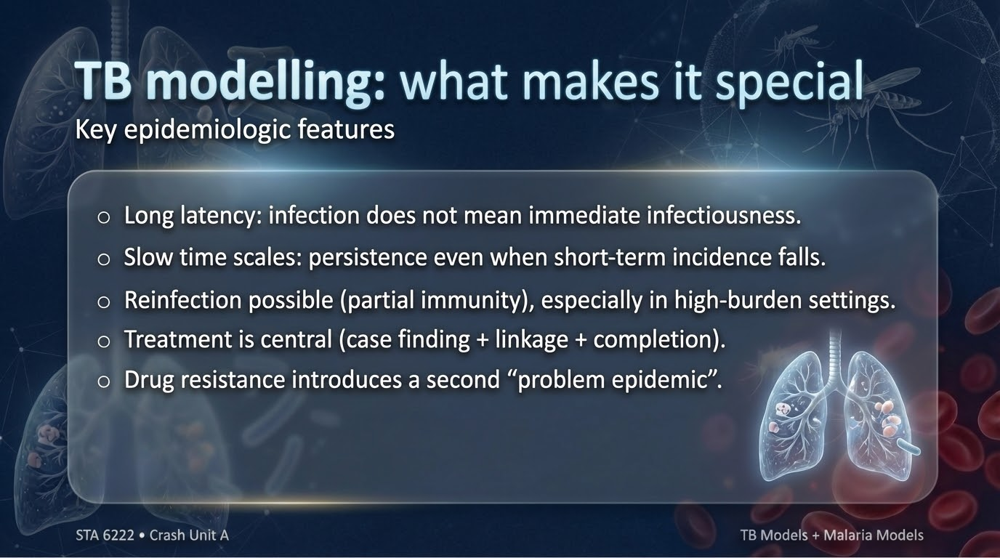 TB modelling: what makes it special
Key epidemiologic features
○ Long latency: infection does not mean immediate infectiousness.
○ Slow time scales: persistence even when short-term incidence falls.
○ Reinfection possible (partial immunity), especially in high-burden settings.
○ Treatment is central (case finding + linkage + completion).
○ Drug resistance introduces a second “problem epidemic”.
STA 6222 • Crash Unit A
TB Models + Malaria Models